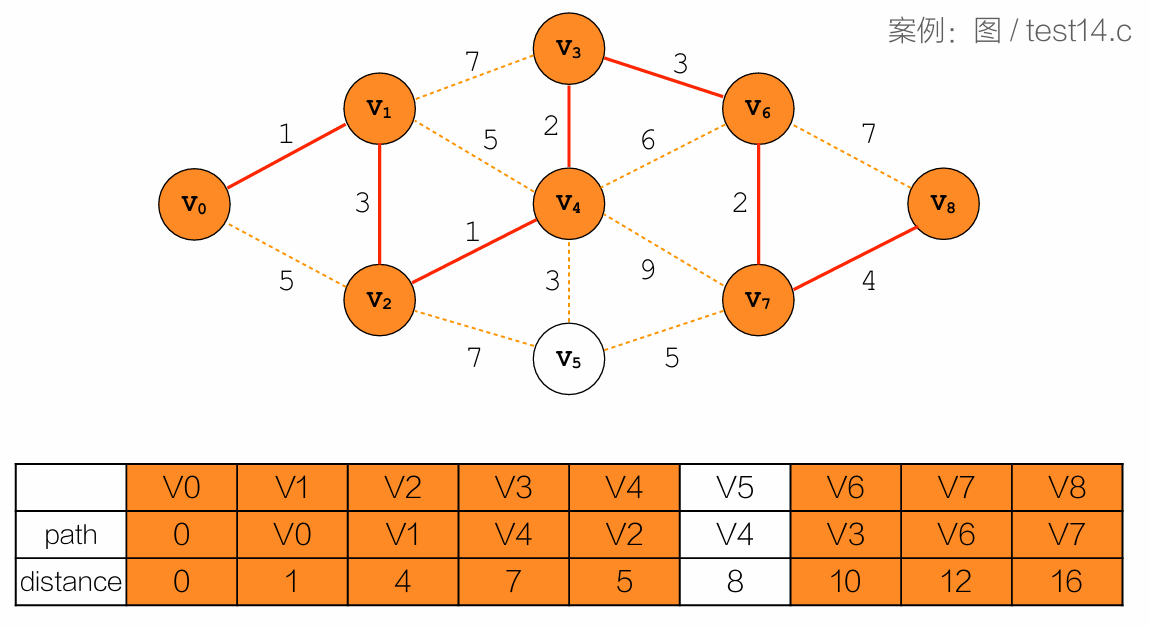 案例：图 / test14.c
V₃
7
3
V₁
V₆
1
5
2
6
7
V₀
3
V₄
2
V₈
1
5
3
9
4
V₂
V₇
7
V₅
5
V0 V1 V2 V3 V4 V5 V6 V7 V8
path 0 V0 V1 V4 V2 V4 V3 V6 V7
distance 0 1 4 7 5 8 10 12 16